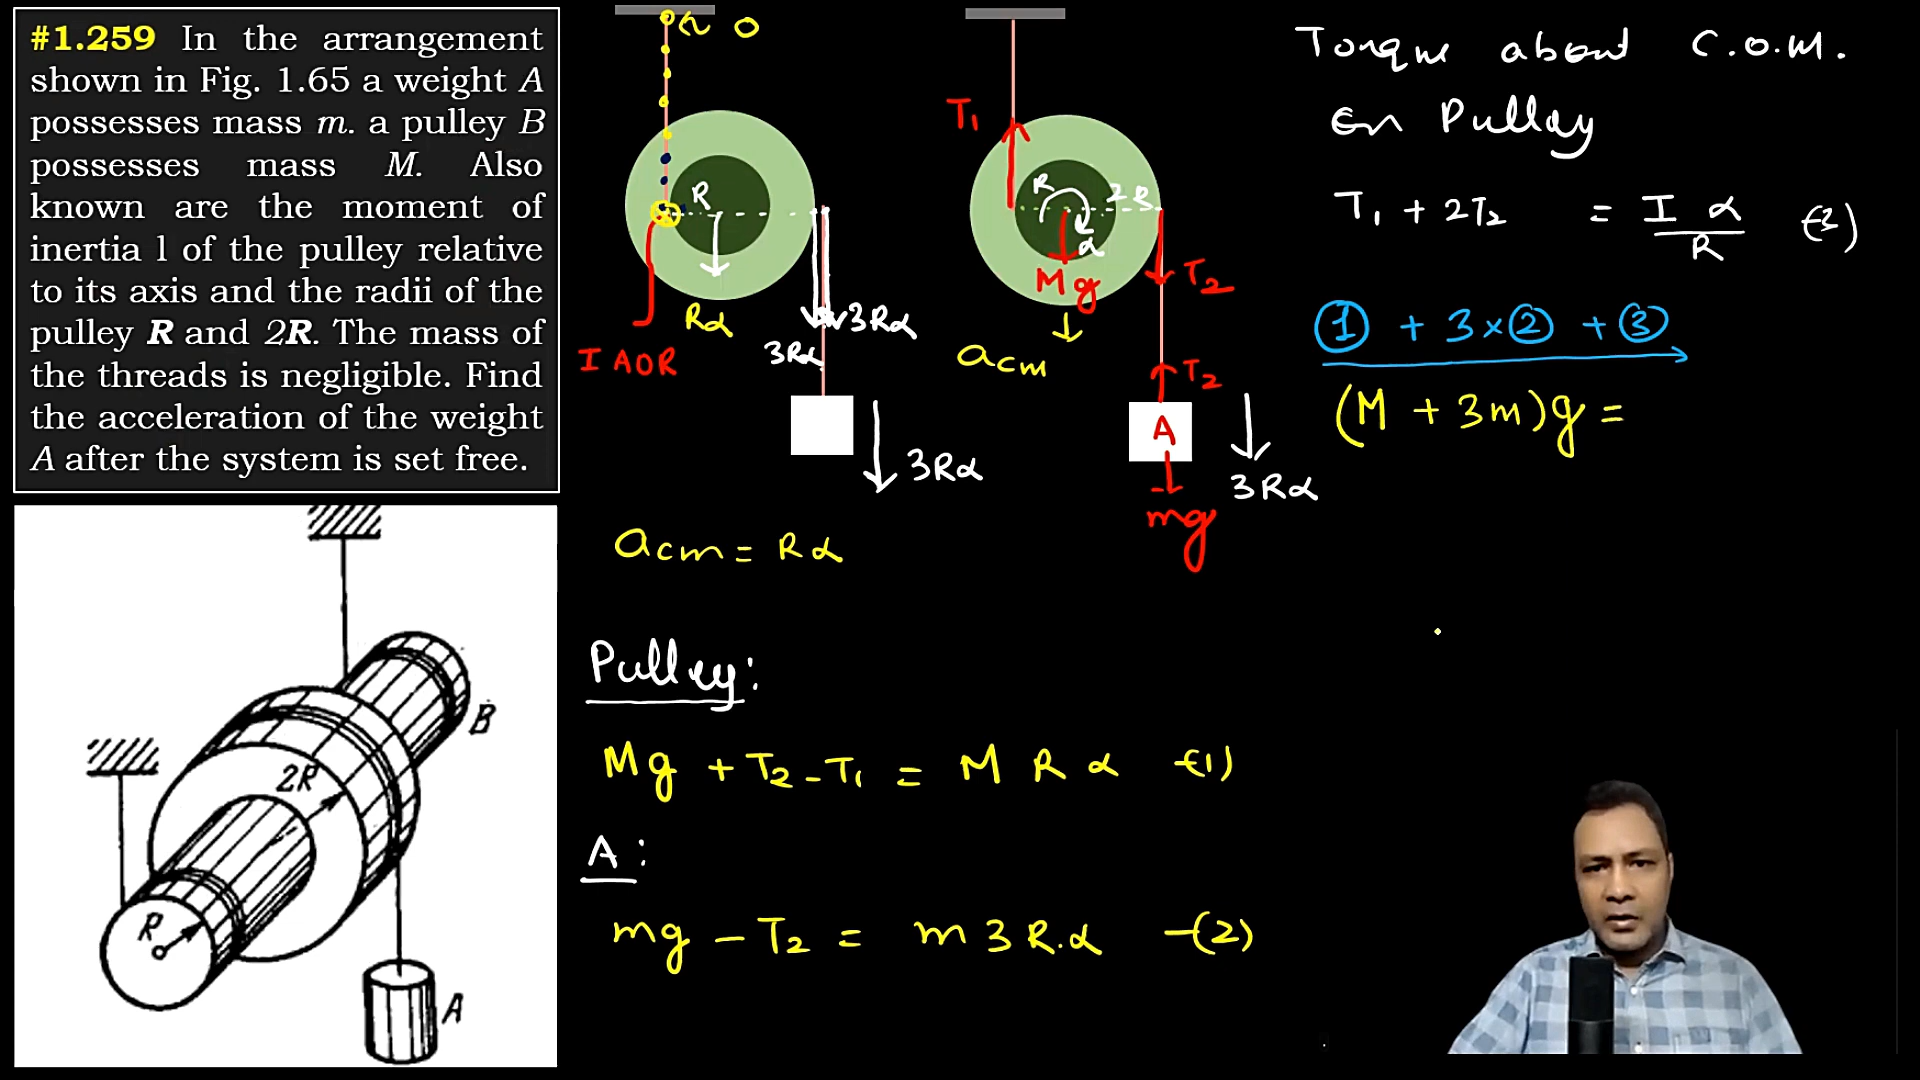 #1.259 In the arrangement
shown in Fig. 1.65 a weight A
possesses mass m. a pulley B
possesses mass M. Also
known are the moment of
inertia l of the pulley relative
to its axis and the radii of the
pulley R and 2R. The mass of
the threads is negligible. Find
the acceleration of the weight
A after the system is set free.
0
R
Rα
3Rα
3Rα
I AOR
3Rα
acm = Rα
T₁
R
2R
α
Mg
T₂
acm
T₂
A
mg
3Rα
Torque about C.O.M.
on Pulley
T₁ + 2T₂ = Iα/R (3)
① + 3×② + ③
(M + 3m)g =
Pulley:
Mg + T₂ - T₁ = M R α -(1)
A:
mg - T₂ = m 3 R.α -(2)
B
2R
R
A